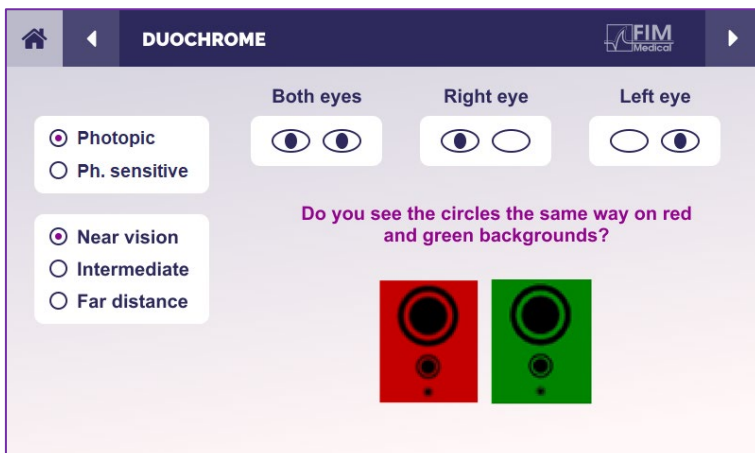 DUOCHROME
FIM
Medical
Both eyes
Right eye
Left eye
Photopic
Ph. sensitive
Near vision
Intermediate
Far distance
Do you see the circles the same way on red
and green backgrounds?